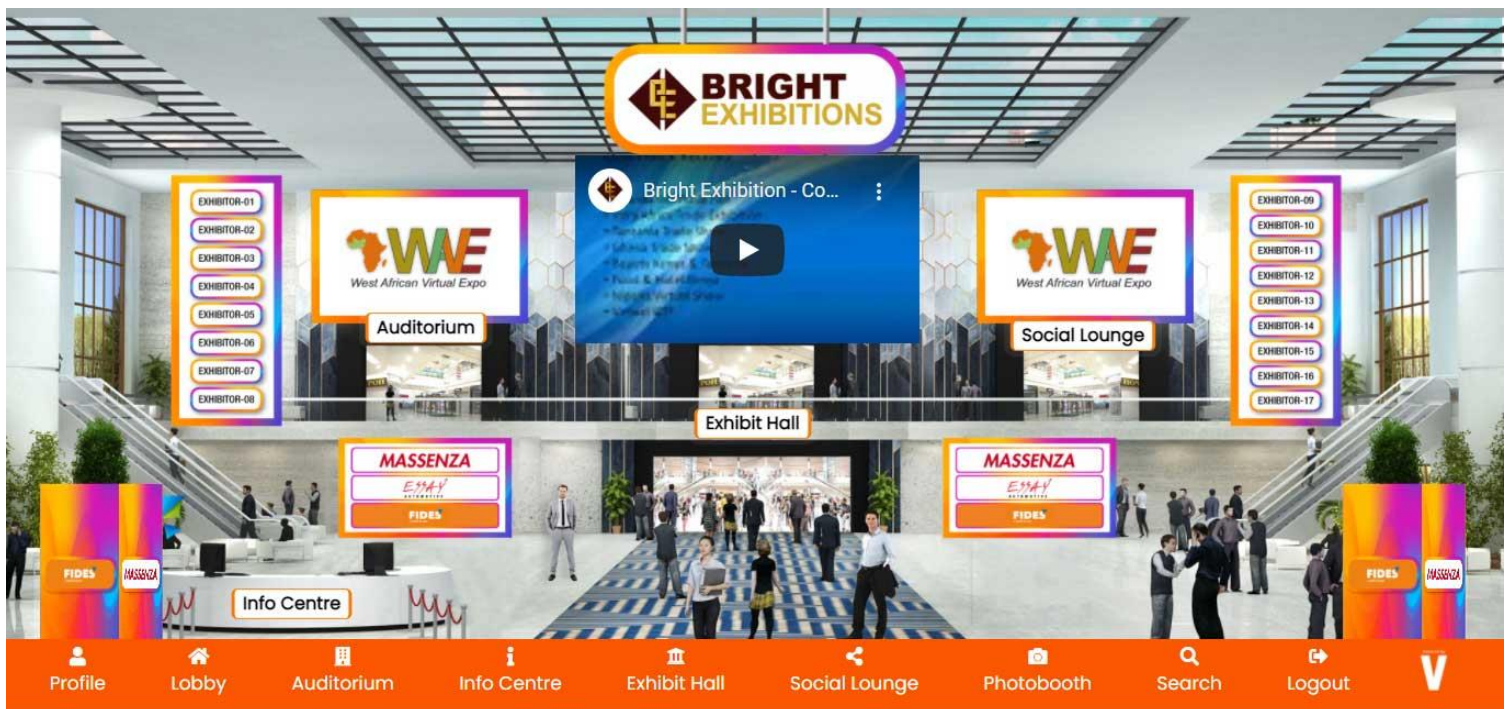 BRIGHT
EXHIBITIONS
Bright Exhibition - Co...
EXHIBITOR-01
EXHIBITOR-02
EXHIBITOR-03
EXHIBITOR-04
EXHIBITOR-05
EXHIBITOR-06
EXHIBITOR-07
EXHIBITOR-08
WAVE
West African Virtual Expo
Auditorium
WAVE
West African Virtual Expo
Social Lounge
EXHIBITOR-09
EXHIBITOR-10
EXHIBITOR-11
EXHIBITOR-12
EXHIBITOR-13
EXHIBITOR-14
EXHIBITOR-15
EXHIBITOR-16
EXHIBITOR-17
Exhibit Hall
MASSENZA
ESSAY
AUTOMOTIVE
FIDES
MASSENZA
ESSAY
AUTOMOTIVE
FIDES
FIDES
MASSENZA
Info Centre
FIDES
MASSENZA
Profile
Lobby
Auditorium
Info Centre
Exhibit Hall
Social Lounge
Photobooth
Search
Logout
V